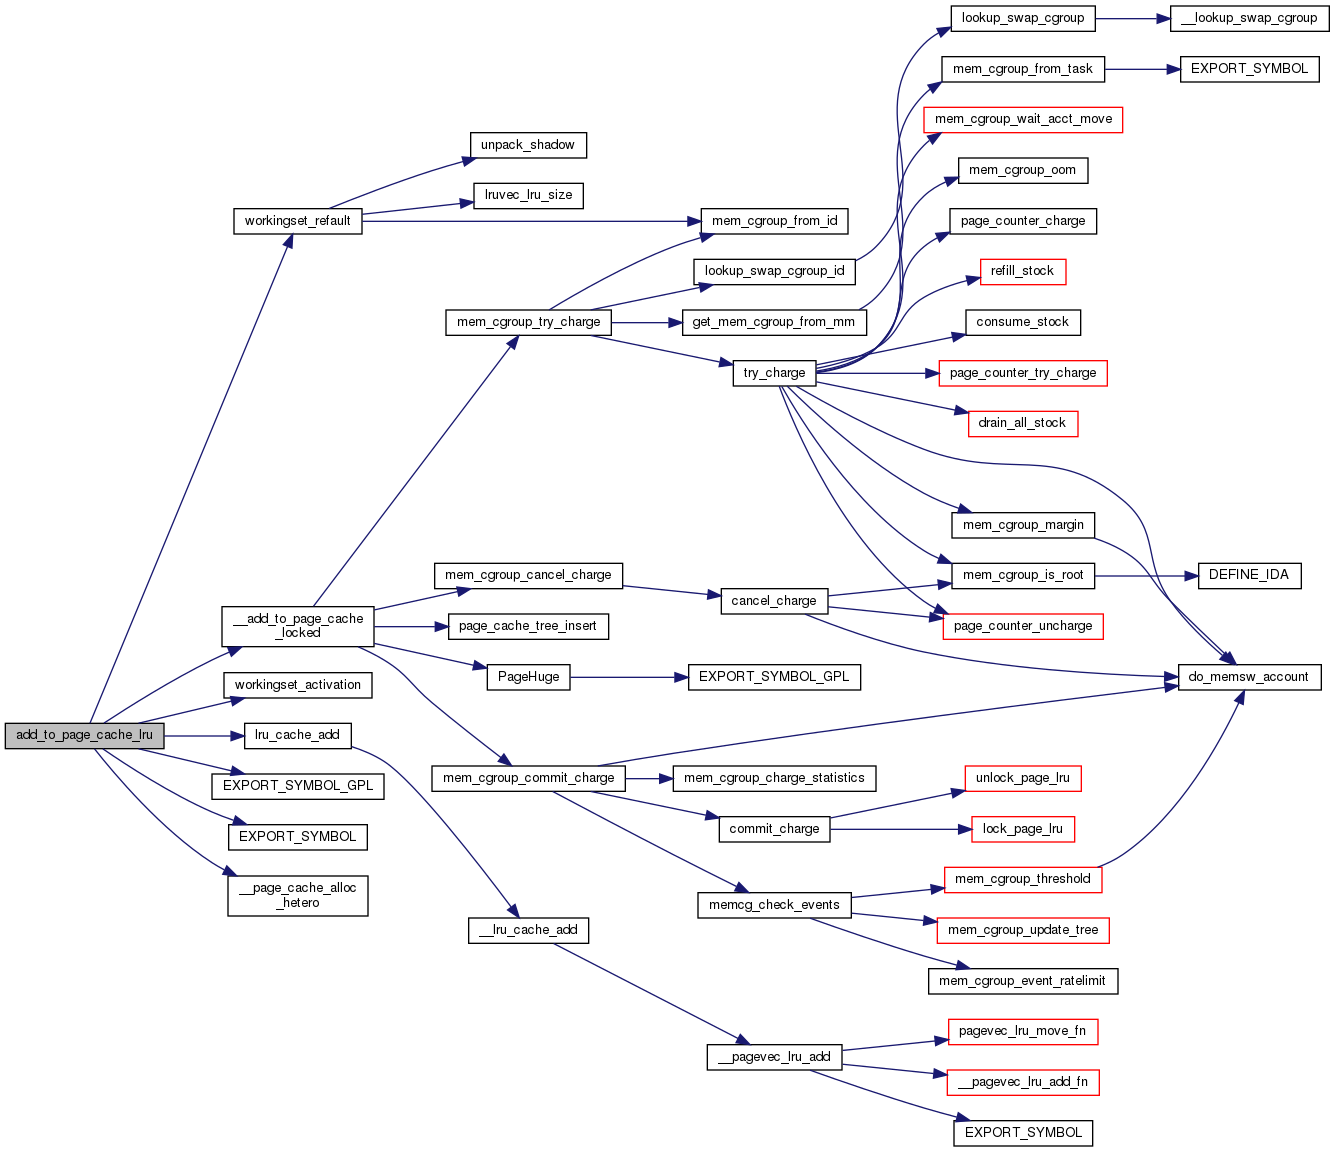 lookup_swap_cgroup
__lookup_swap_cgroup
mem_cgroup_from_task
EXPORT_SYMBOL
mem_cgroup_wait_acct_move
unpack_shadow
mem_cgroup_oom
lruvec_lru_size
workingset_refault
mem_cgroup_from_id
page_counter_charge
lookup_swap_cgroup_id
refill_stock
mem_cgroup_try_charge
get_mem_cgroup_from_mm
consume_stock
try_charge
page_counter_try_charge
drain_all_stock
mem_cgroup_margin
mem_cgroup_cancel_charge
mem_cgroup_is_root
DEFINE_IDA
cancel_charge
__add_to_page_cache
_locked
page_cache_tree_insert
page_counter_uncharge
workingset_activation
PageHuge
EXPORT_SYMBOL_GPL
do_memsw_account
add_to_page_cache_lru
lru_cache_add
EXPORT_SYMBOL_GPL
mem_cgroup_commit_charge
mem_cgroup_charge_statistics
unlock_page_lru
EXPORT_SYMBOL
commit_charge
lock_page_lru
__page_cache_alloc
_hetero
mem_cgroup_threshold
memcg_check_events
__lru_cache_add
mem_cgroup_update_tree
mem_cgroup_event_ratelimit
pagevec_lru_move_fn
__pagevec_lru_add
__pagevec_lru_add_fn
EXPORT_SYMBOL